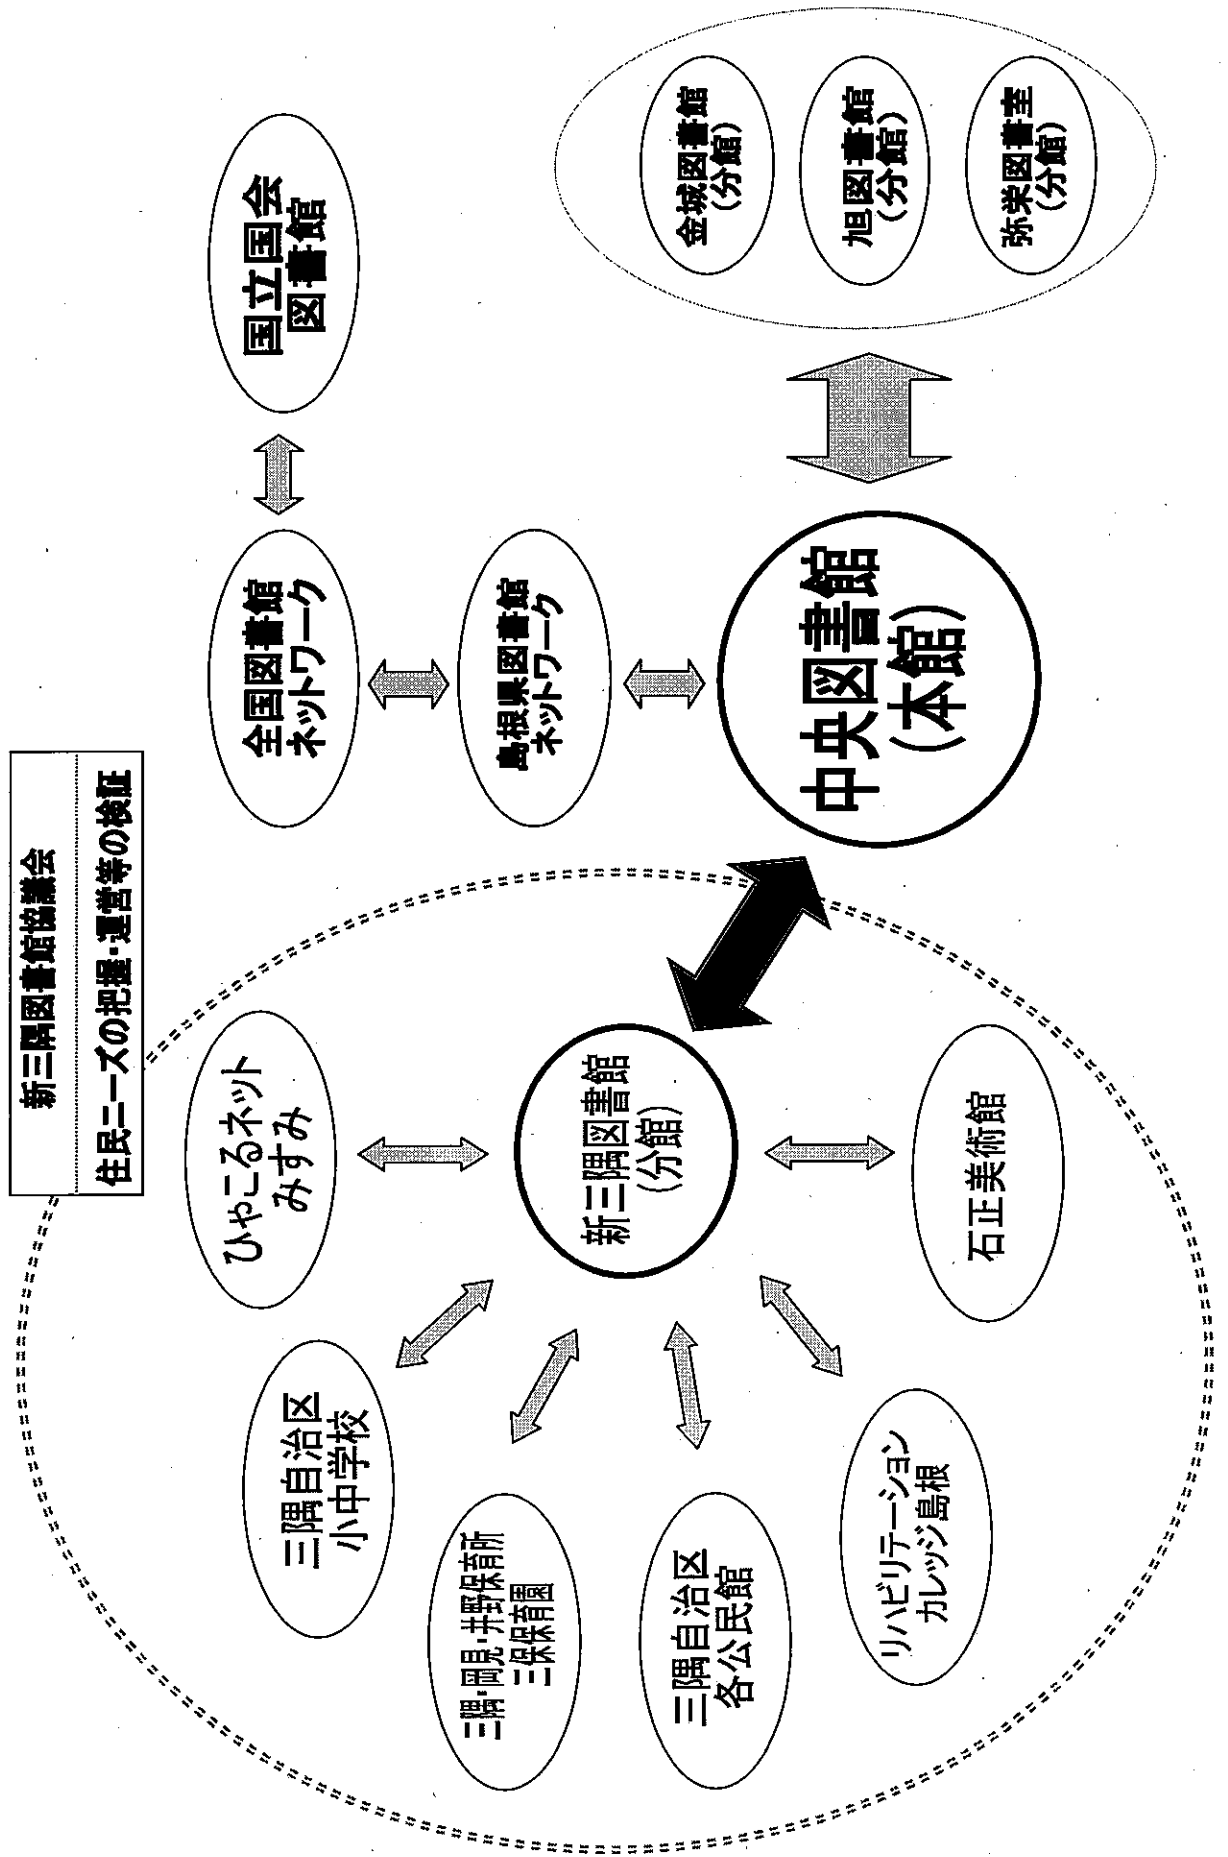 新三隅図書館協議会
住民ニーズの把握・運営等の検証
ひゃこるネット
みすみ
三隅自治区
小中学校
三隅・岡見・井野保育所
三保保育園
三隅自治区
各公民館
リハビリテーション
カレッジ島根
石正美術館
新三隅図書館
(分館)
全国図書館
ネットワーク
国立国会
図書館
島根県図書館
ネットワーク
中央図書館
(本館)
金城図書館
(分館)
旭図書館
(分館)
弥栄図書室
(分館)